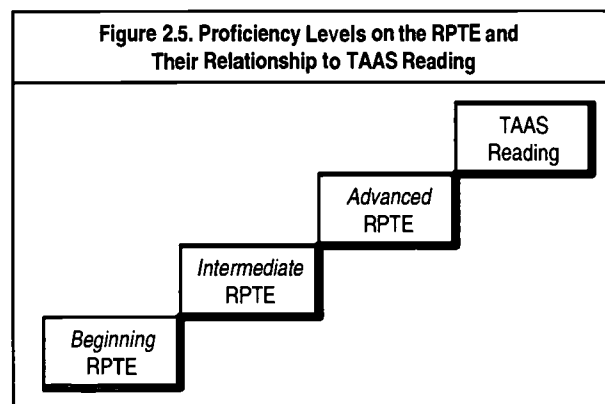 Figure 2.5. Proficiency Levels on the RPTE and
Their Relationship to TAAS Reading
TAAS
Reading
Advanced
RPTE
Intermediate
RPTE
Beginning
RPTE